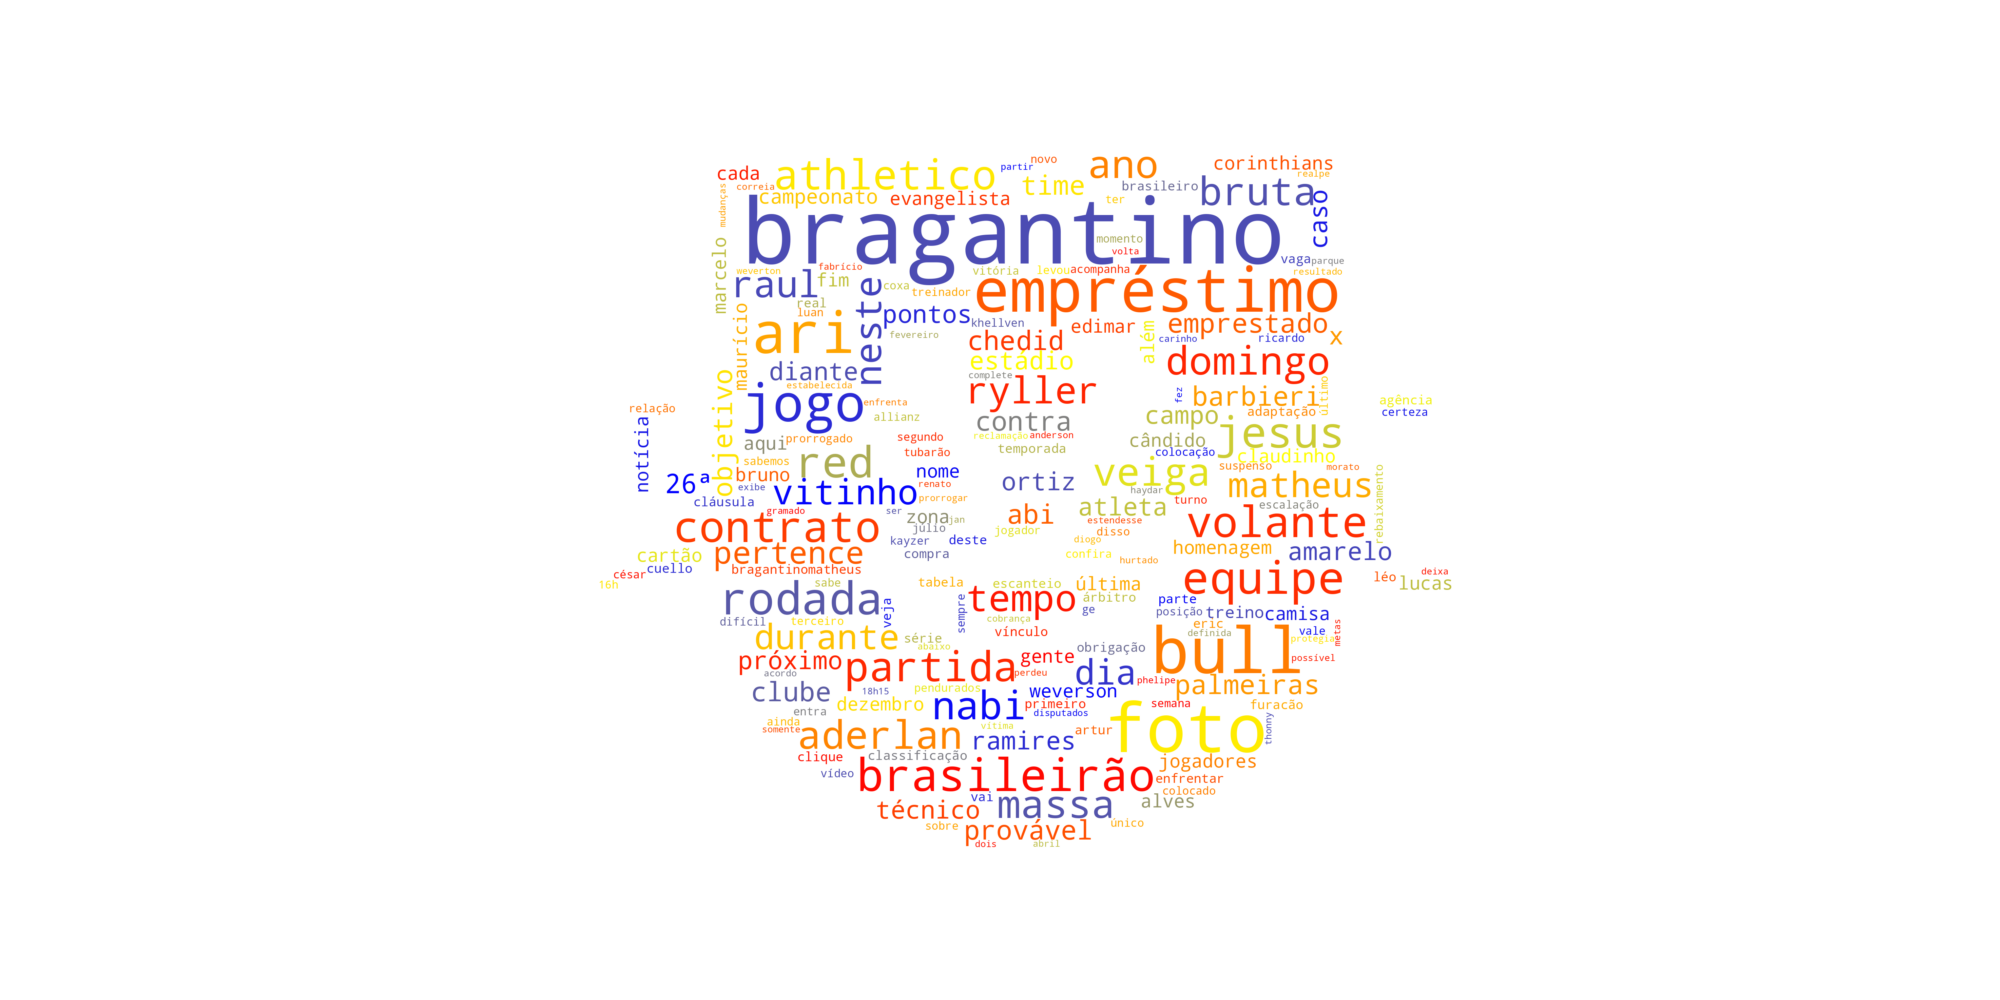 cada
correia
athletico
partir
novo
ano
corinthians
realpe
mudanças
campeonato
evangelista
time
ter
brasileiro
bruta
caso
bragantino
momento
volta
vaga
parque
marcelo
weverton
fabrício
raul
fim
coxa
vitória
levou
acompanha
resultado
treinador
empréstimo
real
luan
neste
pontos
khellven
edimar
emprestado
x
maurício
ari
fevereiro
chedid
além
carinho
ricardo
diante
estádio
domingo
complete
estabelecida
objetivo
jogo
enfrenta
allianz
ryller
fez
barbieri
último
agência
relação
contra
campo
adaptação
certeza
notícia
aqui
prorrogado
segundo
reclamação
anderson
cândido
jesus
tubarão
temporada
colocação
claudinho
sabemos
red
nome
veiga
suspenso
morato
26ª
bruno
exibe
vitinho
renato
ortiz
haydar
matheus
rebaixamento
cláusula
prorrogar
atleta
turno
escalação
gramado
ser
zona
jan
abi
estendesse
contrato
júlio
jogador
disso
volante
kayzer
deste
diogo
cartão
pertence
compra
confira
hurtado
homenagem
amarelo
cuello
césar
bragantinomatheus
léo
deixa
16h
sabe
tabela
escanteio
última
equipe
lucas
rodada
veja
sempre
tempo
árbitro
parte
difícil
terceiro
cobrança
ge
posição
treino
camisa
durante
série
abaixo
vínculo
eric
definida
vale
metas
protegia
próximo
partida
gente
obrigação
bull
possível
acordo
perdeu
dia
phelipe
clube
18h15
pendurados
weverson
palmeiras
entra
dezembro
nabi
primeiro
semana
furacão
disputados
ainda
somente
aderlan
vítima
foto
thonny
ramires
artur
clique
classificação
jogadores
vídeo
brasileirão
enfrentar
vai
colocado
técnico
massa
alves
sobre
provável
único
dois
abril